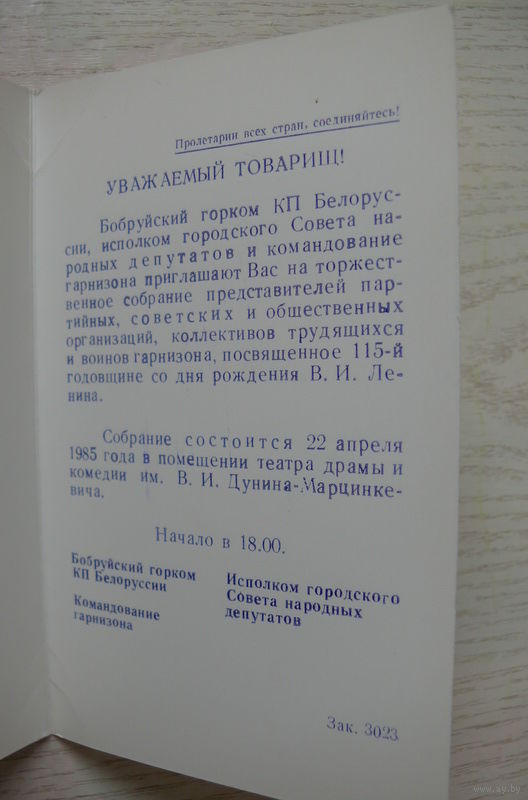 Пролетарии всех стран, соединяйтесь!
УВАЖАЕМЫЙ ТОВАРИЩ!
Бобруйский горком КП Белорус-
сии, исполком городского Совета на-
родных депутатов и командование
гарнизона приглашают Вас на торжест-
венное собрание представителей пар-
тийных, советских и общественных
организаций, коллективов трудящихся
и воинов гарнизона, посвященное 115-й
годовщине со дня рождения В. И. Ле-
нина.
Собрание состоится 22 апреля
1985 года в помещении театра драмы и
комедии им. В. И. Дунина-Марцинке-
вича.
Начало в 18.00.
Бобруйский горком
КП Белоруссии
Командование
гарнизона
Исполком городского
Совета народных
депутатов
Зак. 3023
www.ay.by